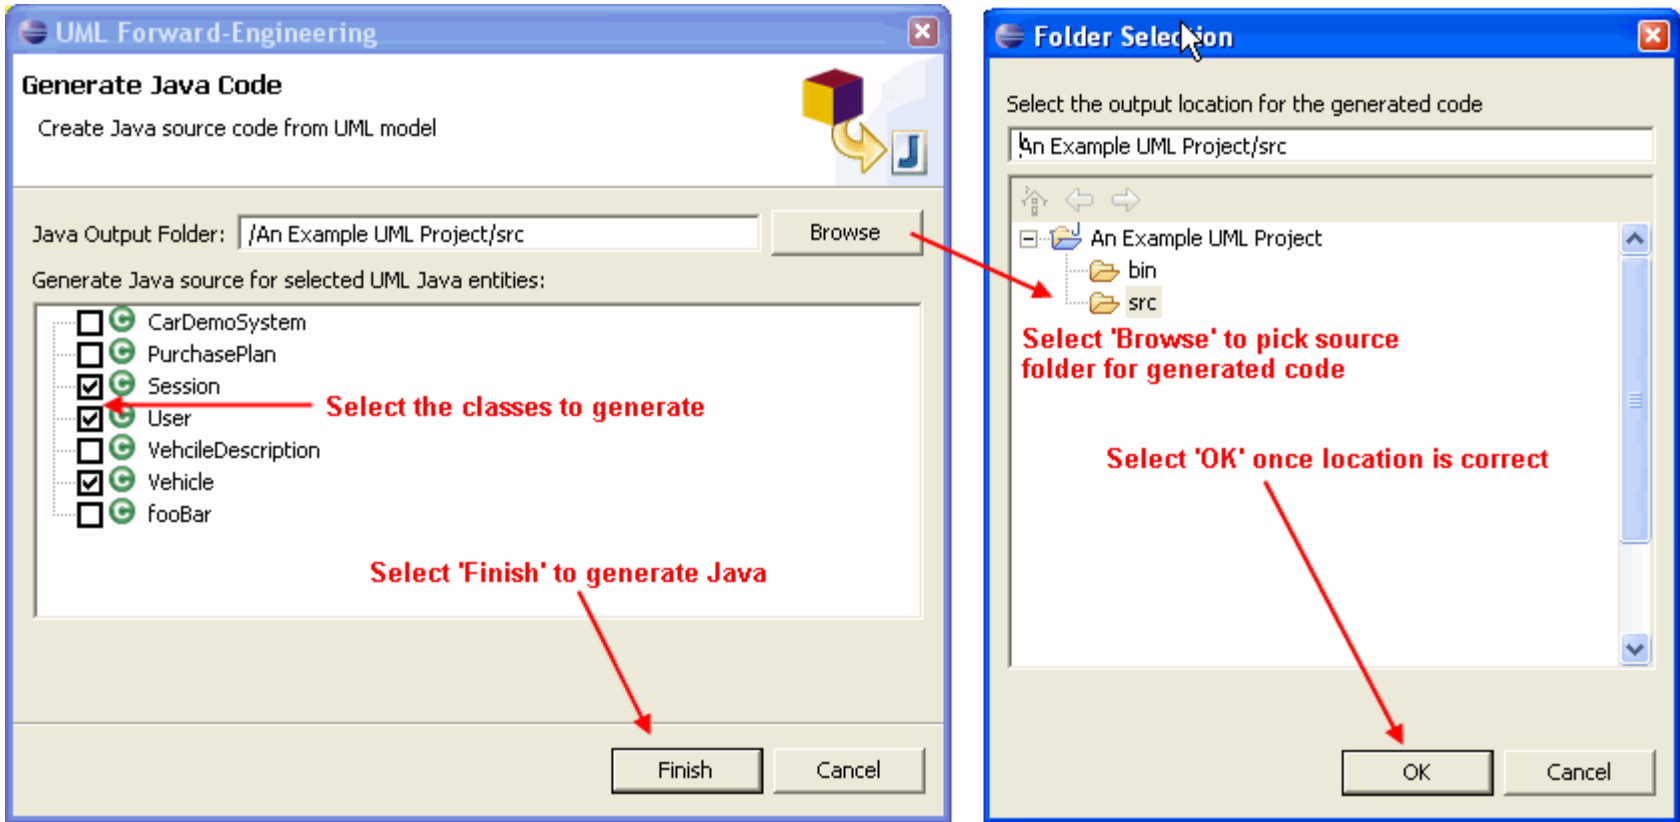 UML Forward-Engineering
Generate Java Code
Create Java source code from UML model
Java Output Folder: /An Example UML Project/src Browse
Generate Java source for selected UML Java entities:
CarDemoSystem
PurchasePlan
Session
Select the classes to generate
User
VehcileDescription
Vehicle
fooBar
Select 'Finish' to generate Java
Finish Cancel
Folder Selection
Select the output location for the generated code
An Example UML Project/src
An Example UML Project
bin
src
Select 'Browse' to pick source
folder for generated code
Select 'OK' once location is correct
OK Cancel